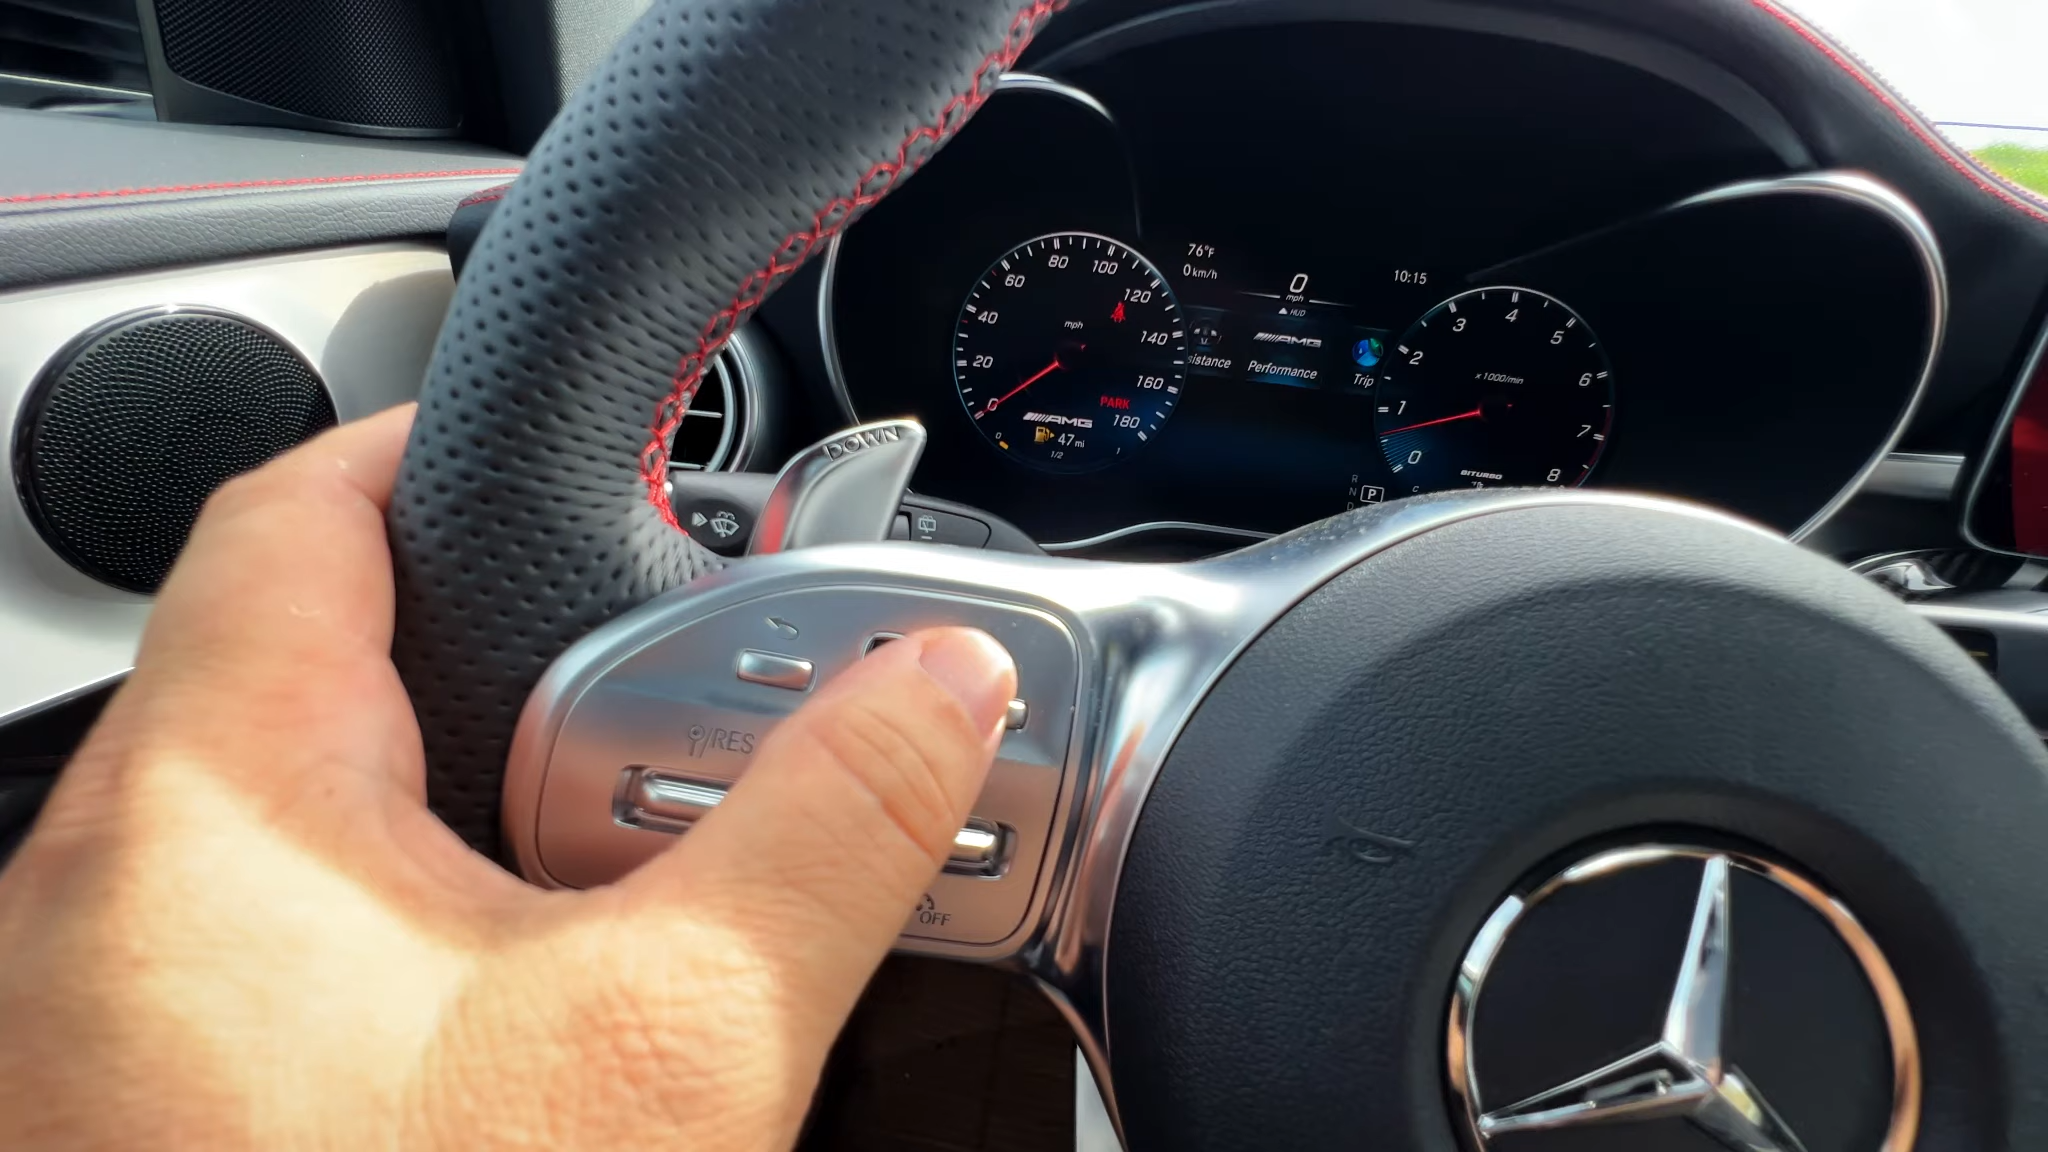 DOWN
RES
OFF
0
20
40
60
80
100
120
140
160
180
mph
AMG
PARK
47 mi
0
1/2
1
76°F
0 km/h
0
mph
HUD
10:15
sistance
AMG
Performance
Trip
0
1
2
3
4
5
6
7
8
x 1000/min
BITURBO
R
N
P
D
C